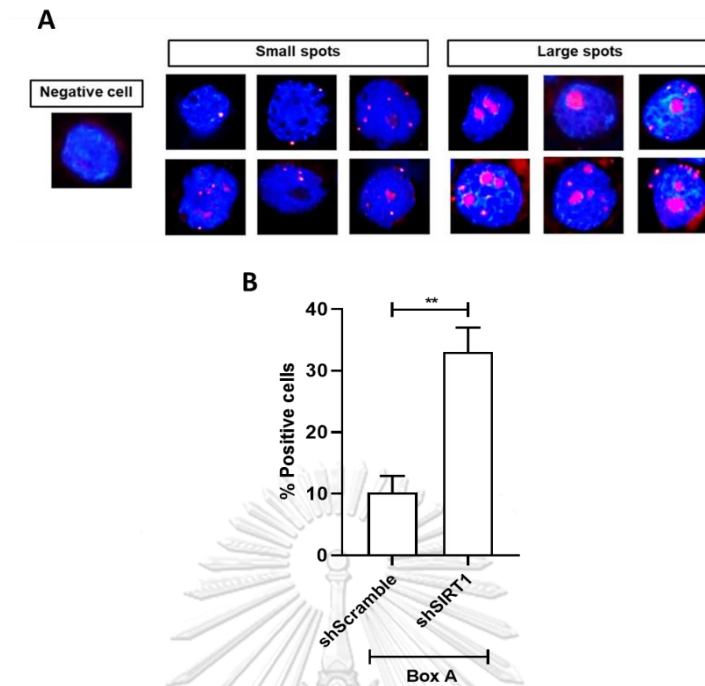 A
Small spots
Large spots
Negative cell
B
% Positive cells
40
30
20
10
0
**
shScramble
shSIRT1
Box A